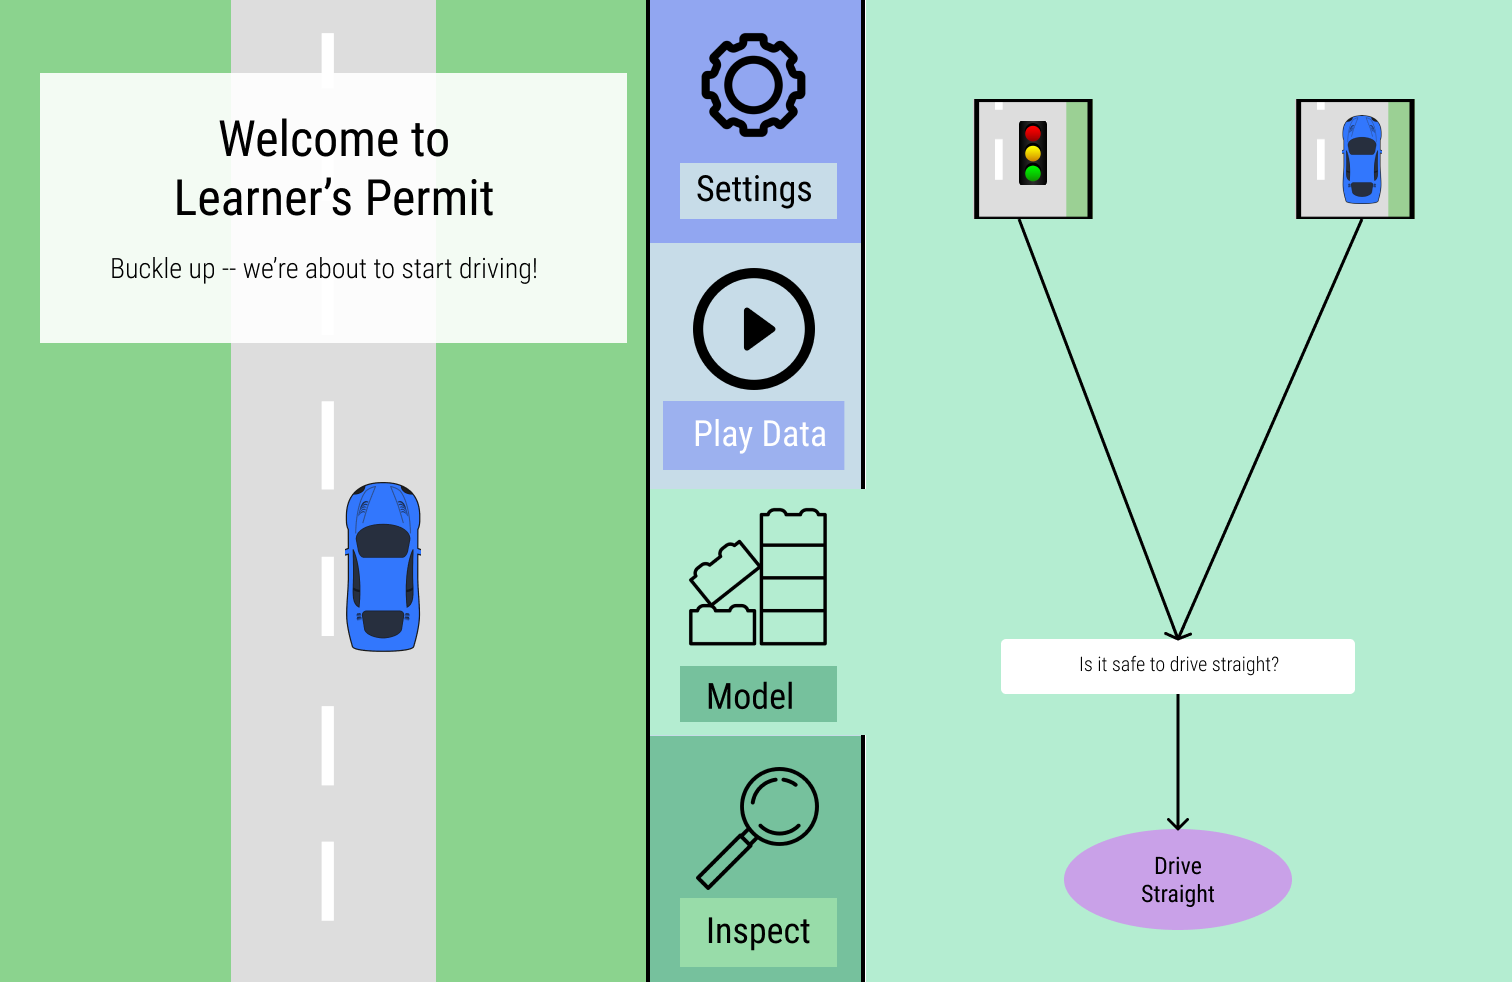 Welcome to
Learner’s Permit
Buckle up -- we’re about to start driving!
Settings
Play Data
Model
Inspect
Is it safe to drive straight?
Drive
Straight